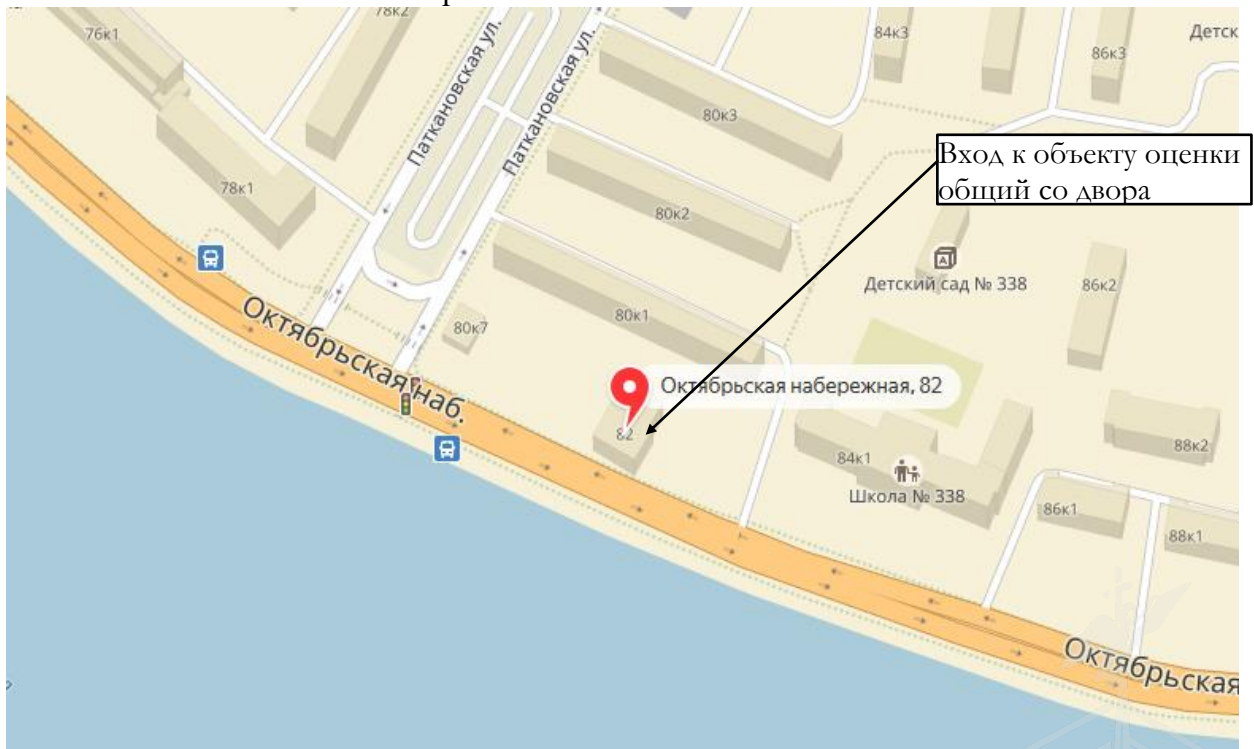 76к1
78к2
Паткановская ул.
Паткановская ул.
84к3
86к3
Детск
80к3
Вход к объекту оценки
общий со двора
78к1
80к2
Детский сад № 338
86к2
Октябрьская наб.
80к7
80к1
Октябрьская набережная, 82
82
84к1
Школа № 338
88к2
86к1
88к1
Октябрьская